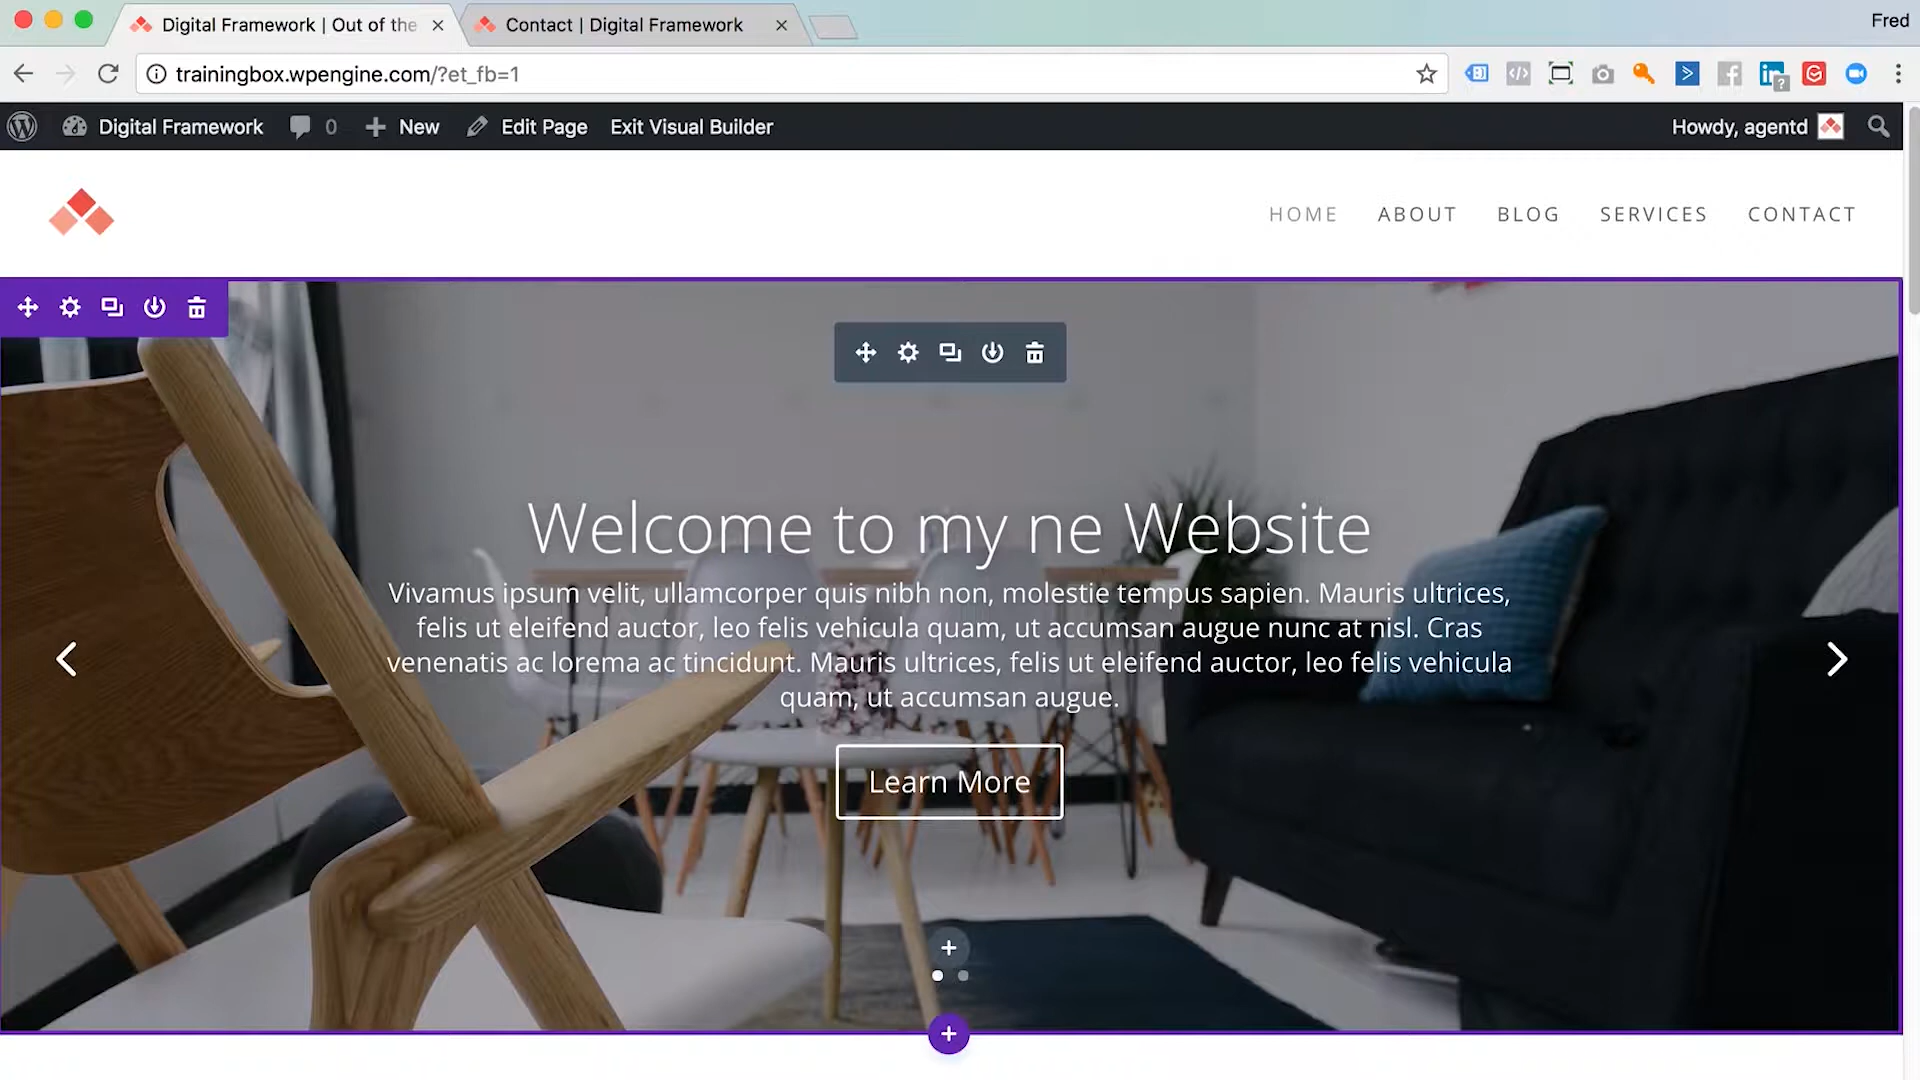 Digital Framework | Out of the
Contact | Digital Framework
Fred
trainingbox.wpengine.com/?et_fb=1
Digital Framework
0
New
Edit Page
Exit Visual Builder
Howdy, agentd
HOME
ABOUT
BLOG
SERVICES
CONTACT
Welcome to my ne Website
Vivamus ipsum velit, ullamcorper quis nibh non, molestie tempus sapien. Mauris ultrices,
felis ut eleifend auctor, leo felis vehicula quam, ut accumsan augue nunc at nisl. Cras
venenatis ac lorema ac tincidunt. Mauris ultrices, felis ut eleifend auctor, leo felis vehicula
quam, ut accumsan augue.
Learn More